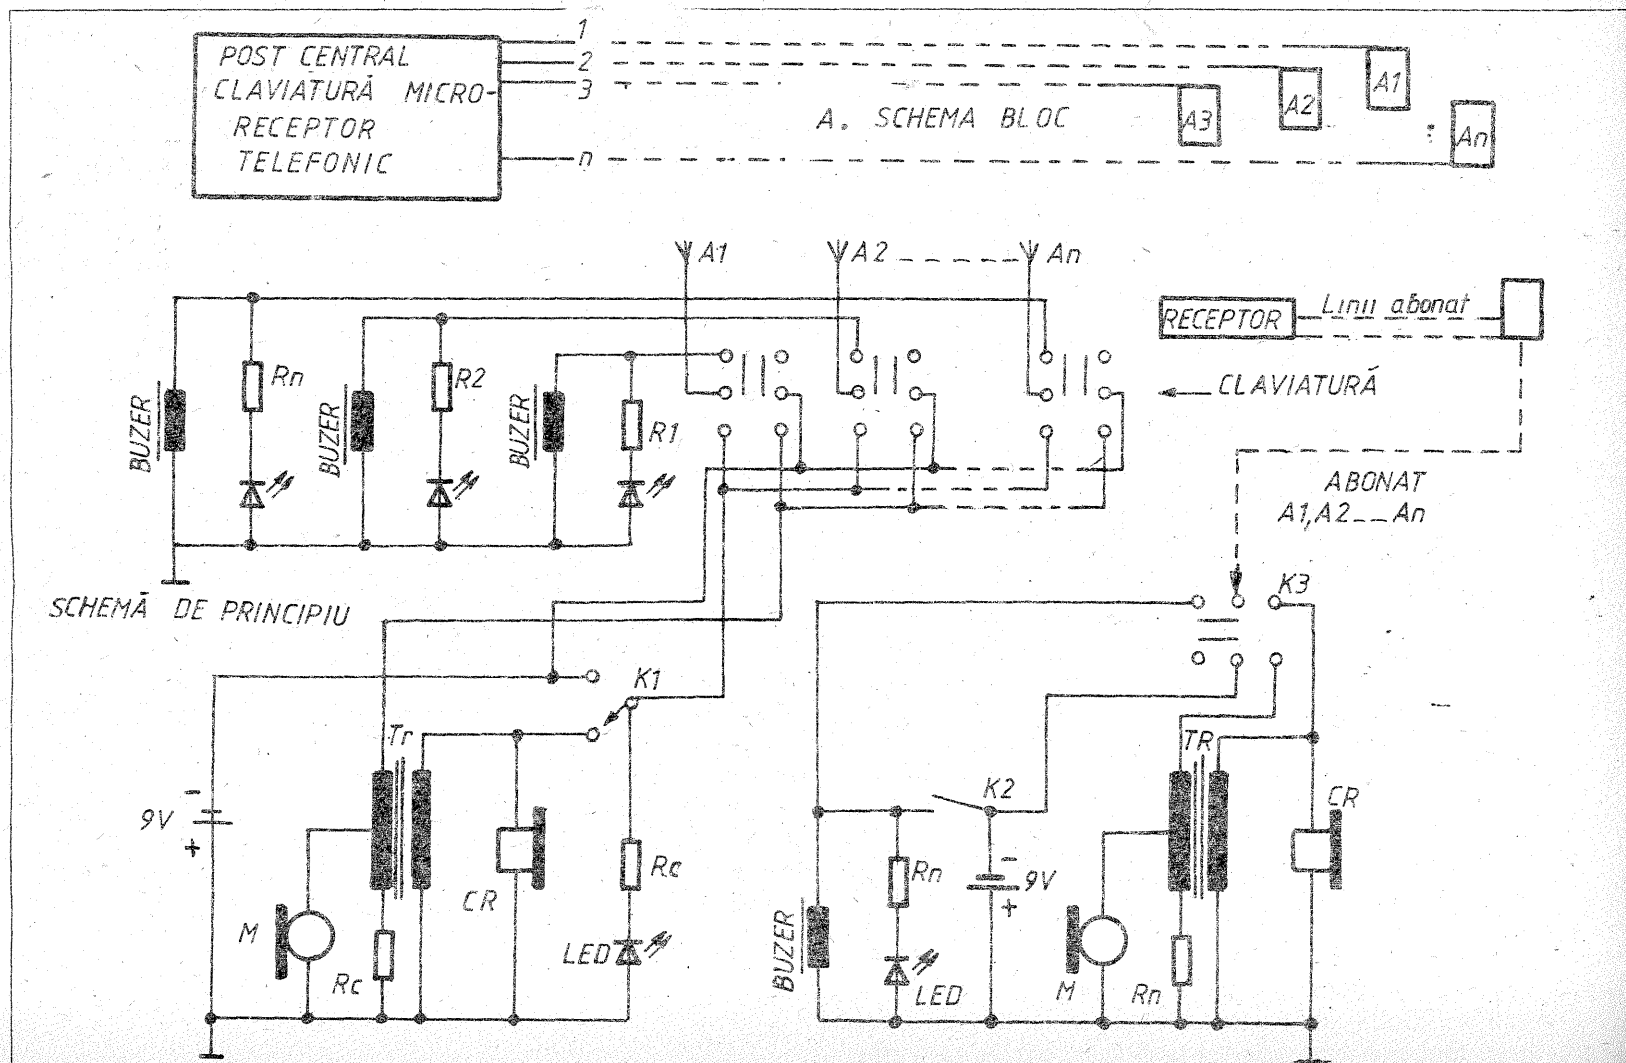 POST CENTRAL
CLAVIATURĂ MICRO-
RECEPTOR
TELEFONIC
1
2
3
n
A. SCHEMA BLOC
A3
A2
A1
An
A1
A2
An
RECEPTOR
Linii abonat
CLAVIATURĂ
BUZER
Rn
BUZER
R2
BUZER
R1
ABONAT
A1, A2 _ _ An
SCHEMĂ DE PRINCIPIU
K3
K1
Tr
-
9V
+
M
Rc
CR
Rc
LED
K2
TR
CR
Rn
-
9V
+
BUZER
LED
M
Rn